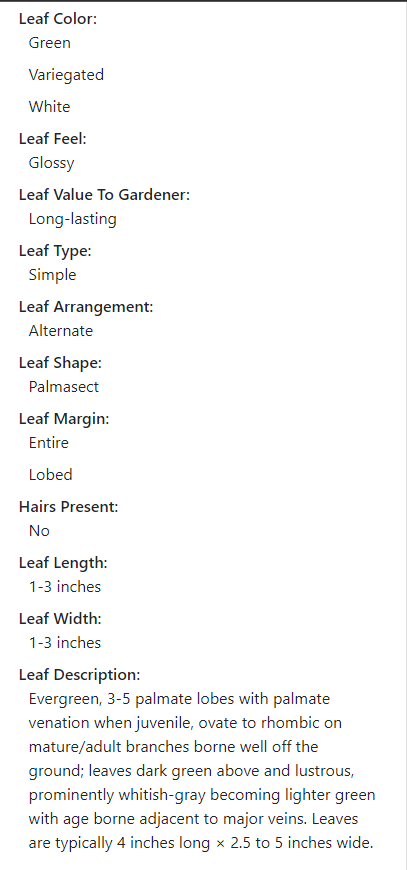 Leaf Color:
Green
Variegated
White
Leaf Feel:
Glossy
Leaf Value To Gardener:
Long-lasting
Leaf Type:
Simple
Leaf Arrangement:
Alternate
Leaf Shape:
Palmasect
Leaf Margin:
Entire
Lobed
Hairs Present:
No
Leaf Length:
1-3 inches
Leaf Width:
1-3 inches
Leaf Description:
Evergreen, 3-5 palmate lobes with palmate
venation when juvenile, ovate to rhombic on
mature/adult branches borne well off the
ground; leaves dark green above and lustrous,
prominently whitish-gray becoming lighter green
with age borne adjacent to major veins. Leaves
are typically 4 inches long × 2.5 to 5 inches wide.